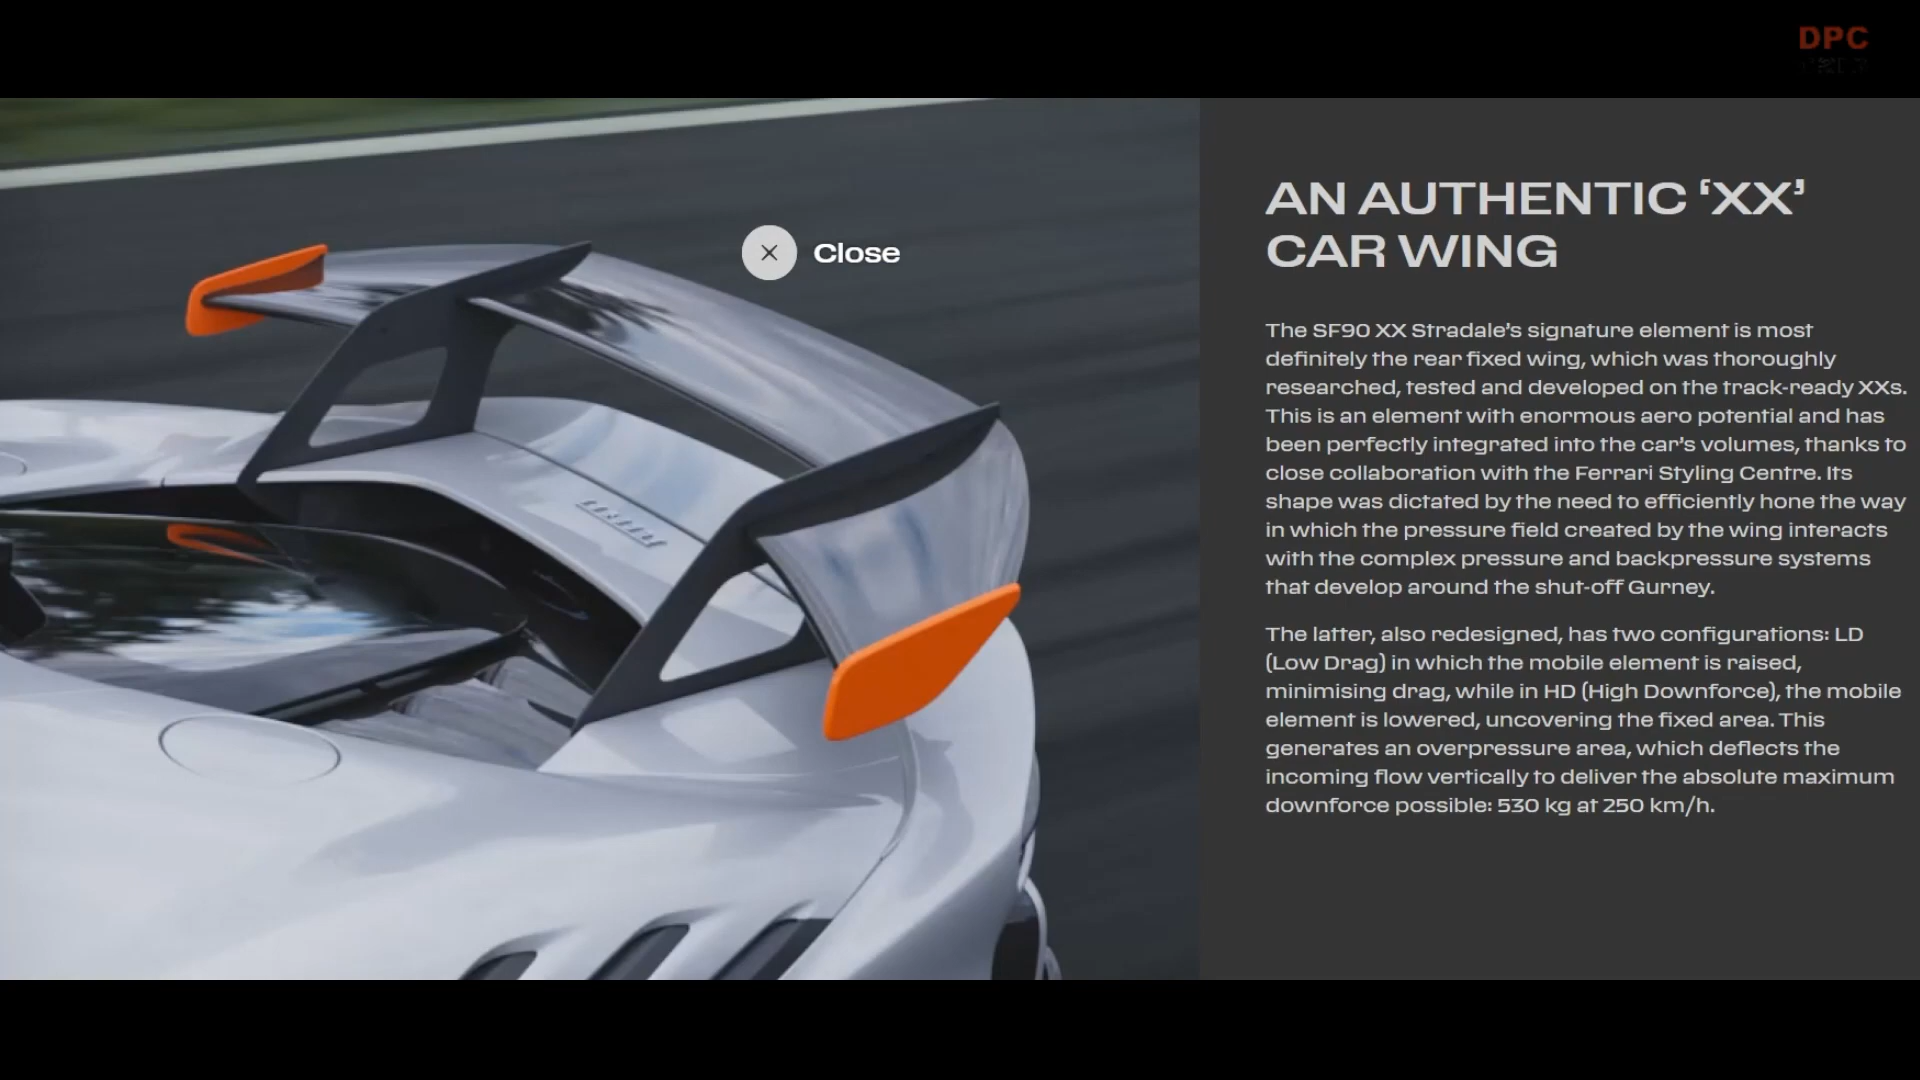 DPC
Close
AN AUTHENTIC ‘XX’
CAR WING
The SF90 XX Stradale’s signature element is most
definitely the rear fixed wing, which was thoroughly
researched, tested and developed on the track-ready XXs.
This is an element with enormous aero potential and has
been perfectly integrated into the car’s volumes, thanks to
close collaboration with the Ferrari Styling Centre. Its
shape was dictated by the need to efficiently hone the way
in which the pressure field created by the wing interacts
with the complex pressure and backpressure systems
that develop around the shut-off Gurney.
The latter, also redesigned, has two configurations: LD
(Low Drag) in which the mobile element is raised,
minimising drag, while in HD (High Downforce), the mobile
element is lowered, uncovering the fixed area. This
generates an overpressure area, which deflects the
incoming flow vertically to deliver the absolute maximum
downforce possible: 530 kg at 250 km/h.